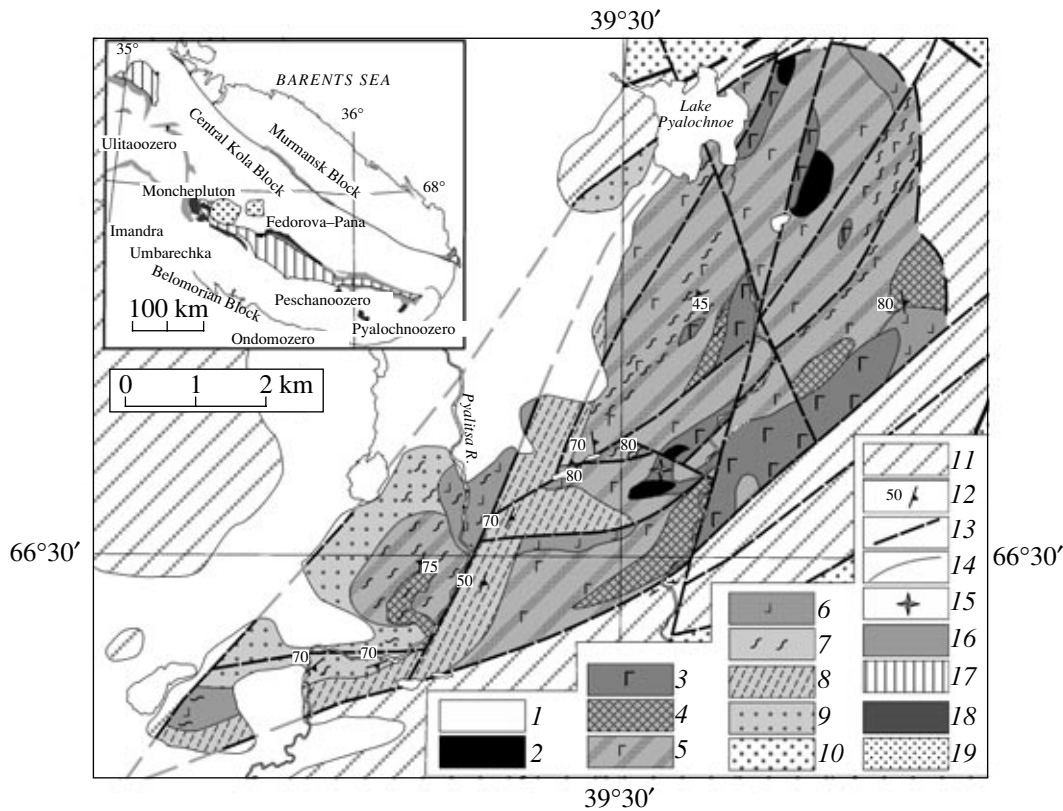 39°30′
35°
BARENTS SEA
36°
Murmansk Block
Central Kola Block
Ulitaoozero
68°
Monchepluton
Fedorova–Pana
Imandra
Umbarechka
Belomorian Block
Peschanoozero
100 km
Pyalochnoozero
Ondomozero
Lake
Pyalochnoe
0 1 2 km
Pyalitsa R.
45
80
70
80
80
70
75
50
70
70
66°30′
66°30′
1
2
3
4
5
6
7
8
9
10
11
50
12
13
14
15
16
17
18
19
39°30′